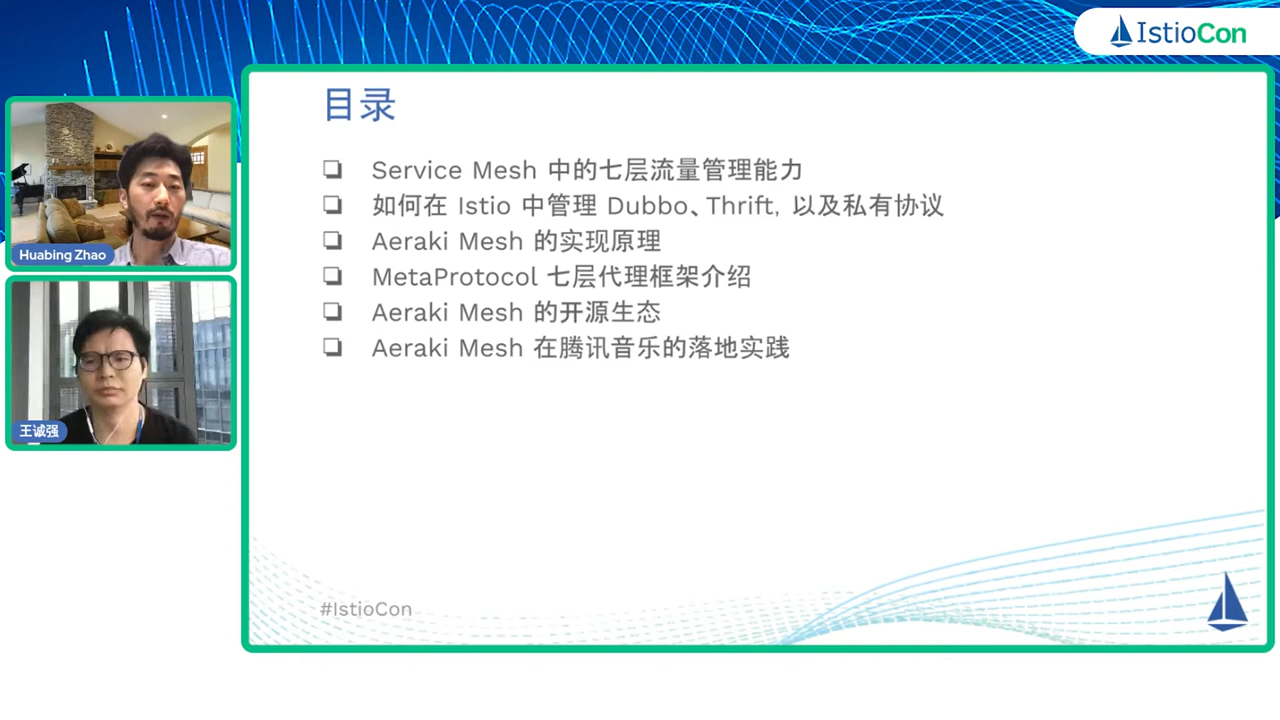 IstioCon
目录
Service Mesh 中的七层流量管理能力
如何在 Istio 中管理 Dubbo、Thrift, 以及私有协议
Aeraki Mesh 的实现原理
MetaProtocol 七层代理框架介绍
Aeraki Mesh 的开源生态
Aeraki Mesh 在腾讯音乐的落地实践
Huabing Zhao
王诚强
#IstioCon